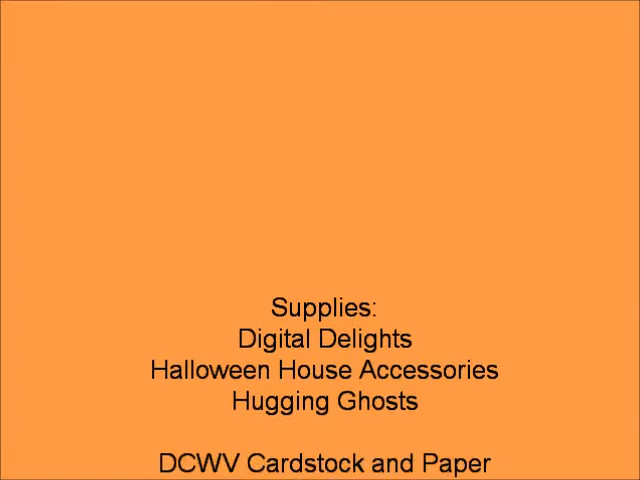 Supplies:
Digital Delights
Halloween House Accessories
Hugging Ghosts
DCWV Cardstock and Paper